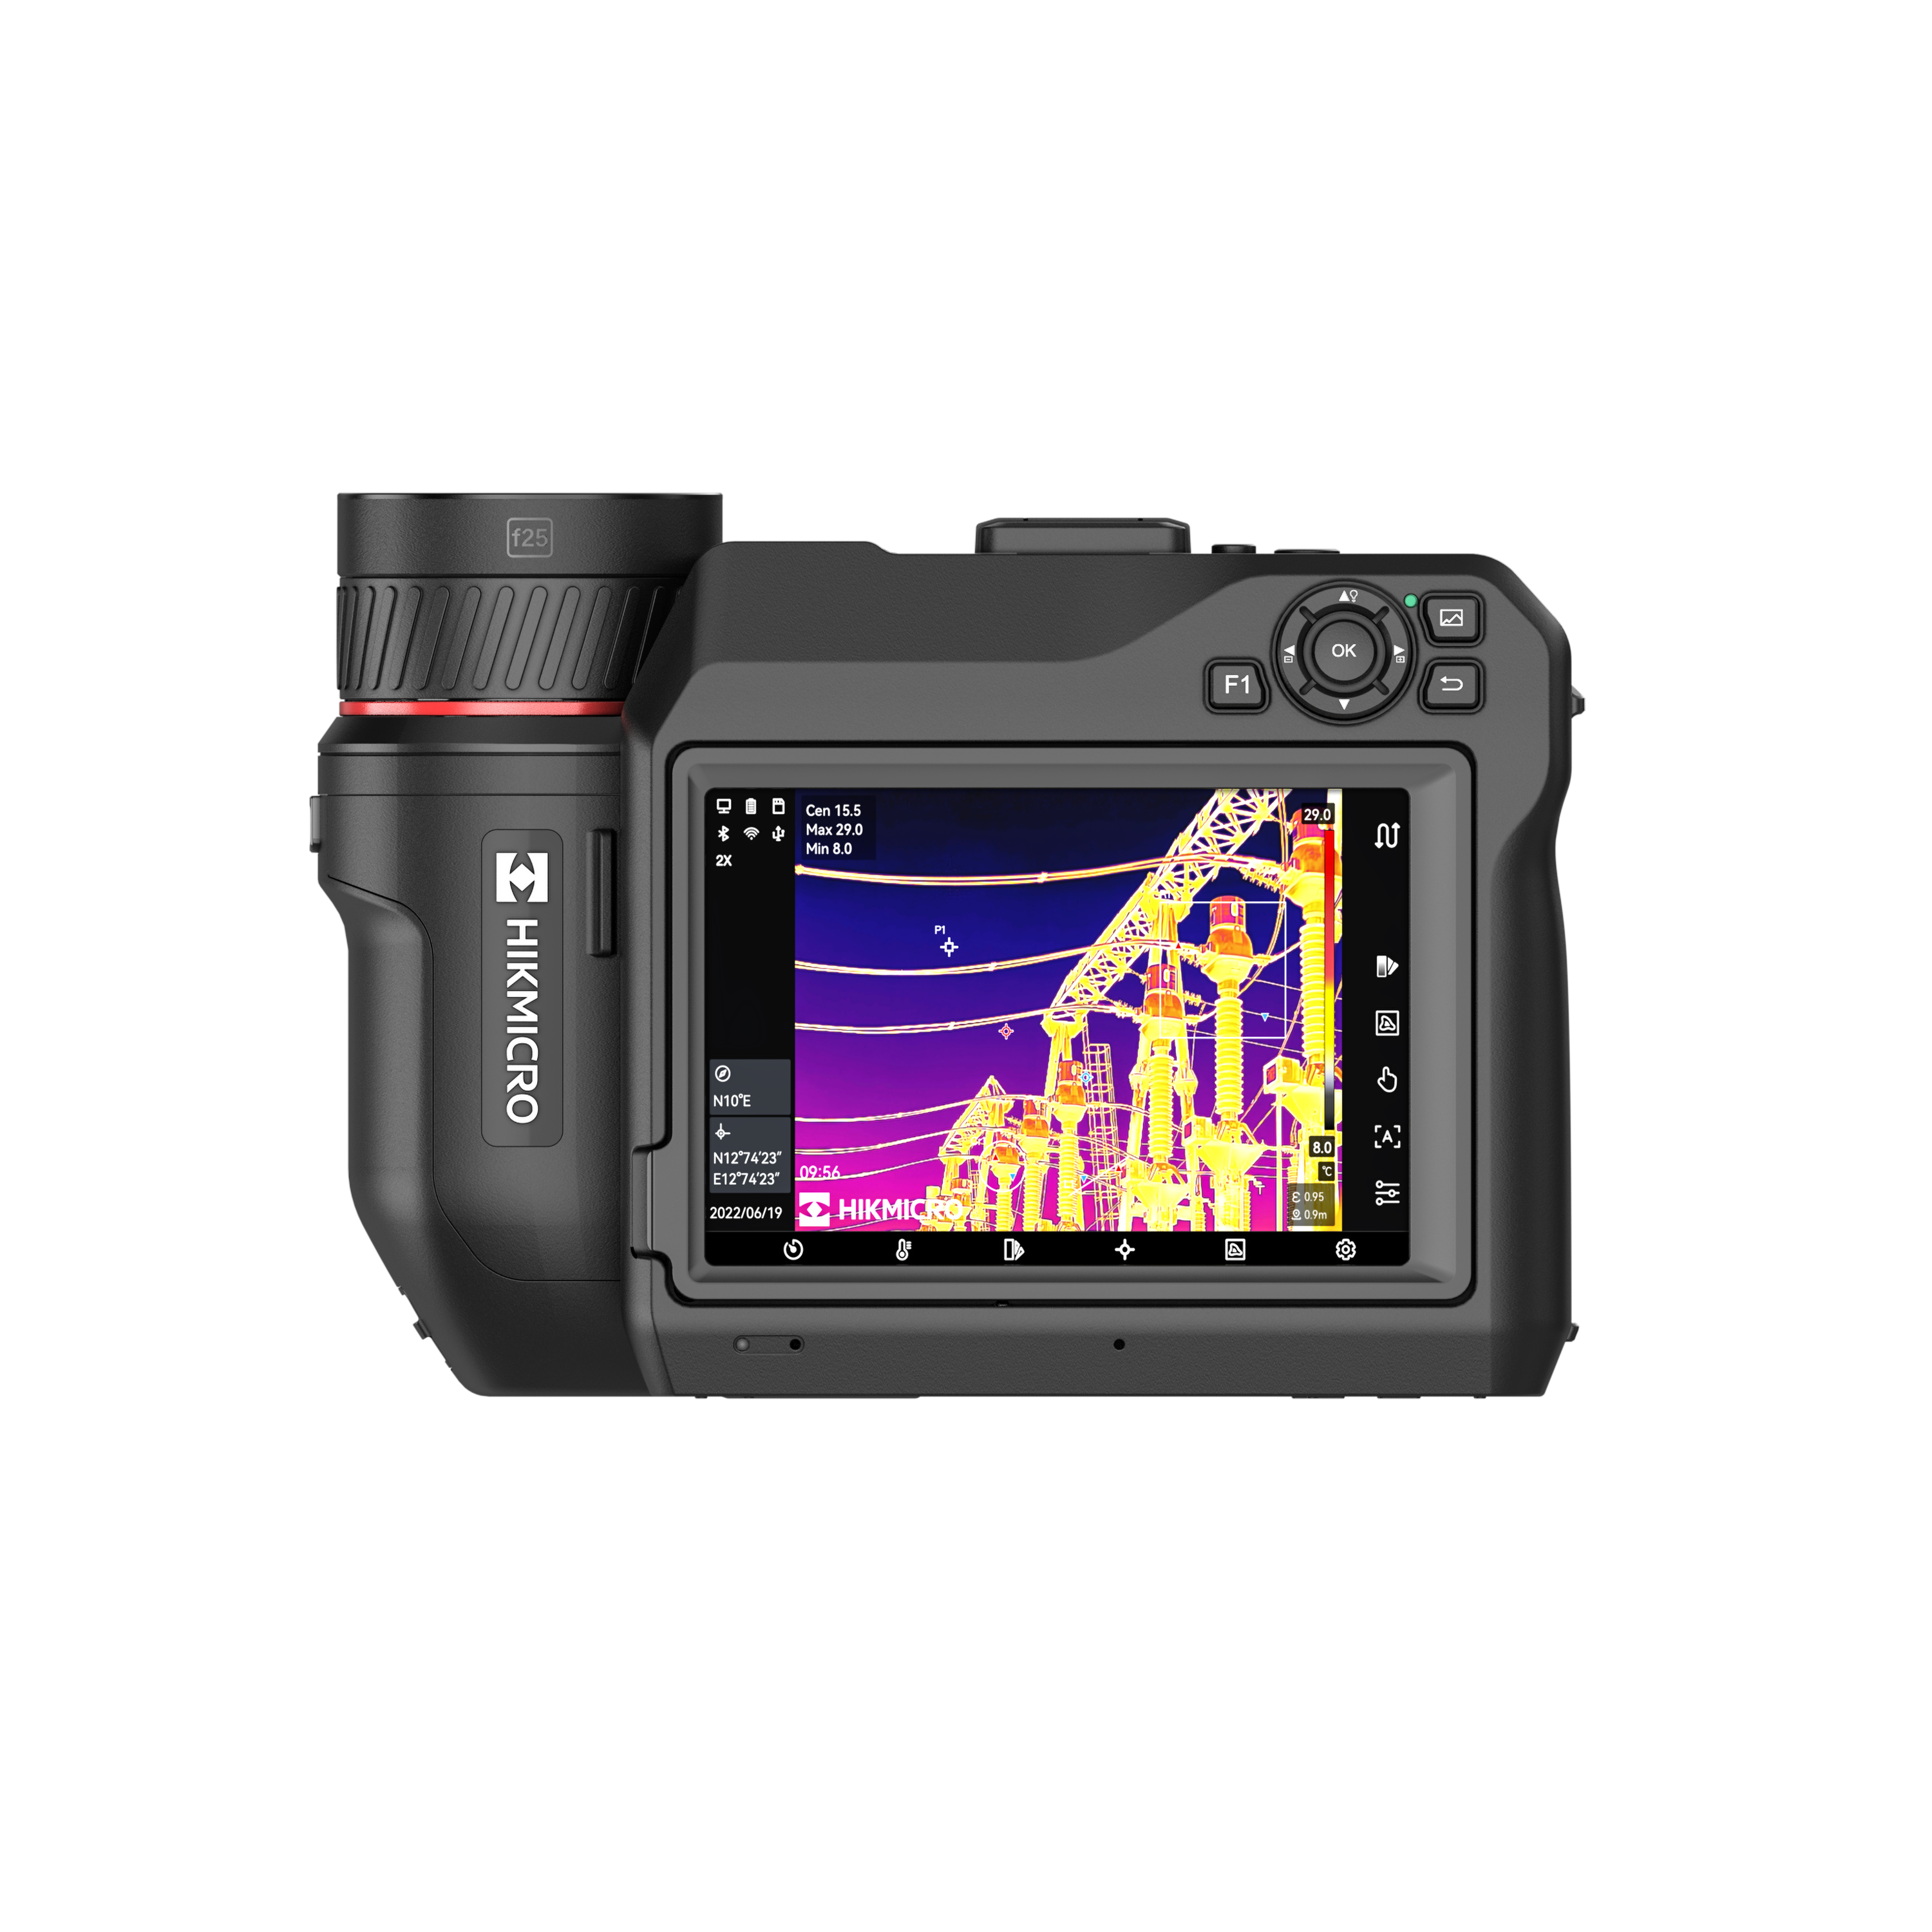 f25
OK
F1
HIKMICRO
2X
Cen 15.5
Max 29.0
Min 8.0
29.0
P1
N10°E
N12°74'23"
E12°74'23"
2022/06/19
09:56
HIKMICRO
8.0
°C
ε 0.95
0.9m
A